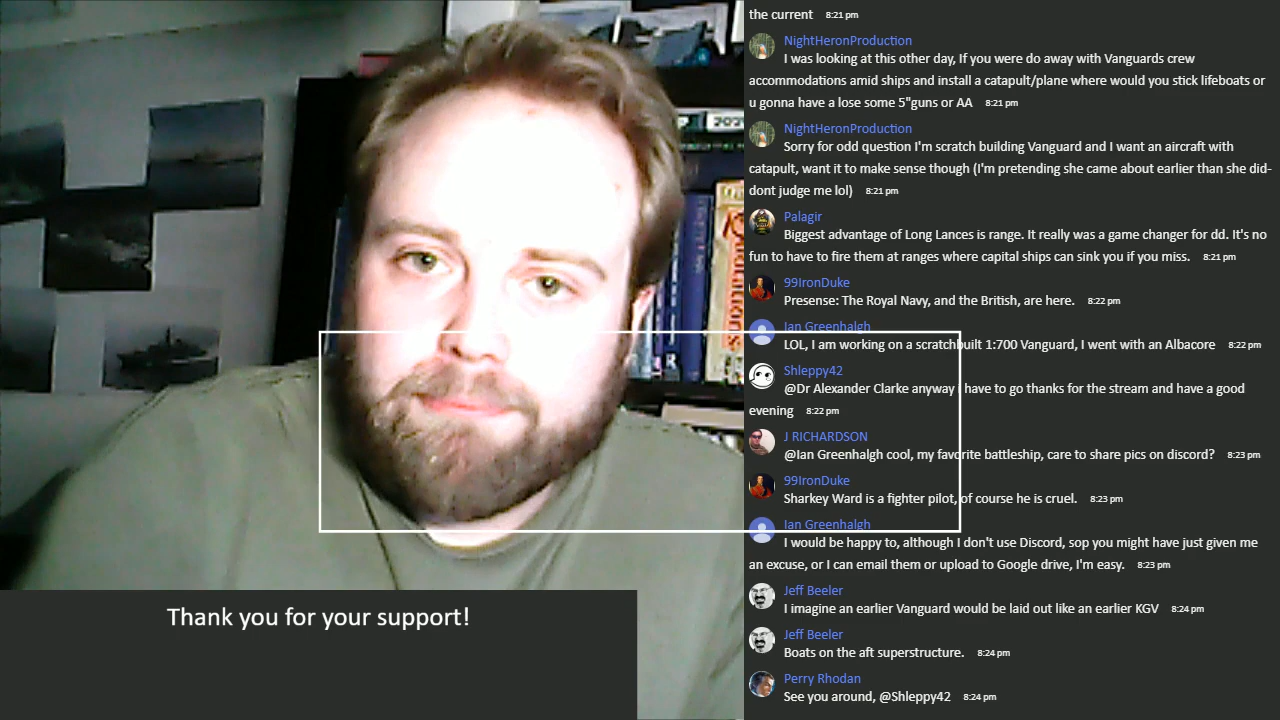 the current 8:21 pm
NightHeronProduction
I was looking at this other day, If you were do away with Vanguards crew
accommodations amid ships and install a catapult/plane where would you stick lifeboats or
u gonna have a lose some 5"guns or AA 8:21 pm
NightHeronProduction
Sorry for odd question I'm scratch building Vanguard and I want an aircraft with
catapult, want it to make sense though (I'm pretending she came about earlier than she did-
dont judge me lol) 8:21 pm
Palagir
Biggest advantage of Long Lances is range. It really was a game changer for dd. It's no
fun to have to fire them at ranges where capital ships can sink you if you miss. 8:21 pm
99IronDuke
Presense: The Royal Navy, and the British, are here. 8:22 pm
Ian Greenhalgh
LOL, I am working on a scratchbuilt 1:700 Vanguard, I went with an Albacore 8:22 pm
Shleppy42
@Dr Alexander Clarke anyway I have to go thanks for the stream and have a good
evening 8:22 pm
J RICHARDSON
@Ian Greenhalgh cool, my favorite battleship, care to share pics on discord? 8:23 pm
99IronDuke
Sharkey Ward is a fighter pilot, of course he is cruel. 8:23 pm
Ian Greenhalgh
I would be happy to, although I don't use Discord, sop you might have just given me
an excuse, or I can email them or upload to Google drive, I'm easy. 8:23 pm
Jeff Beeler
I imagine an earlier Vanguard would be laid out like an earlier KGV 8:24 pm
Jeff Beeler
Boats on the aft superstructure. 8:24 pm
Perry Rhodan
See you around, @Shleppy42 8:24 pm
Thank you for your support!